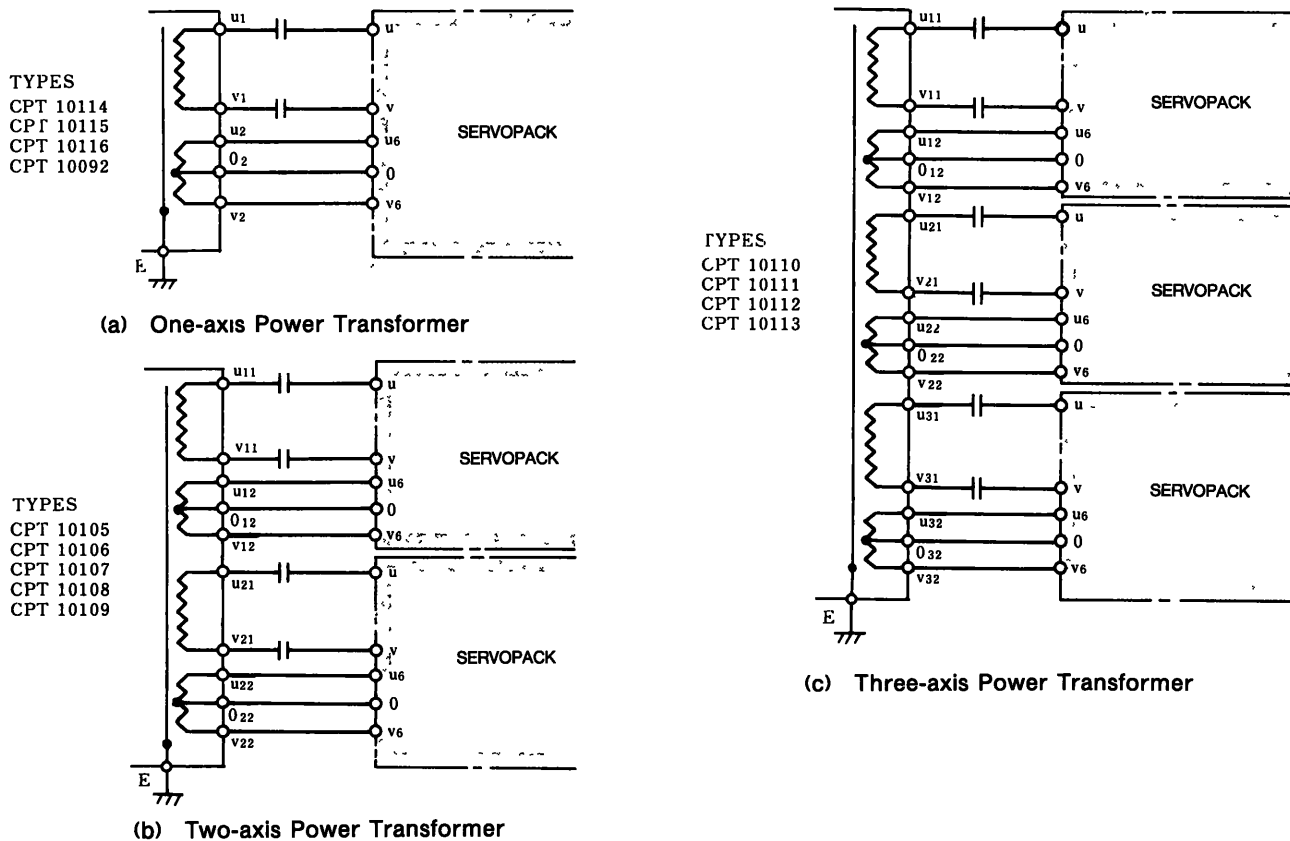 TYPES
CPT 10114
CPT 10115
CPT 10116
CPT 10092
u1
v1
u2
02
v2
E
u
v
u6
0
v6
SERVOPACK
(a) One-axis Power Transformer
TYPES
CPT 10105
CPT 10106
CPT 10107
CPT 10108
CPT 10109
u11
v11
u12
012
v12
u
v
u6
0
v6
SERVOPACK
u21
v21
u22
022
v22
E
u
v
u6
0
v6
SERVOPACK
(b) Two-axis Power Transformer
TYPES
CPT 10110
CPT 10111
CPT 10112
CPT 10113
u11
v11
u12
012
v12
u
v
u6
0
v6
SERVOPACK
u21
v21
u22
022
v22
u
v
u6
0
v6
SERVOPACK
u31
v31
u32
032
v32
E
u
v
u6
0
v6
SERVOPACK
(c) Three-axis Power Transformer